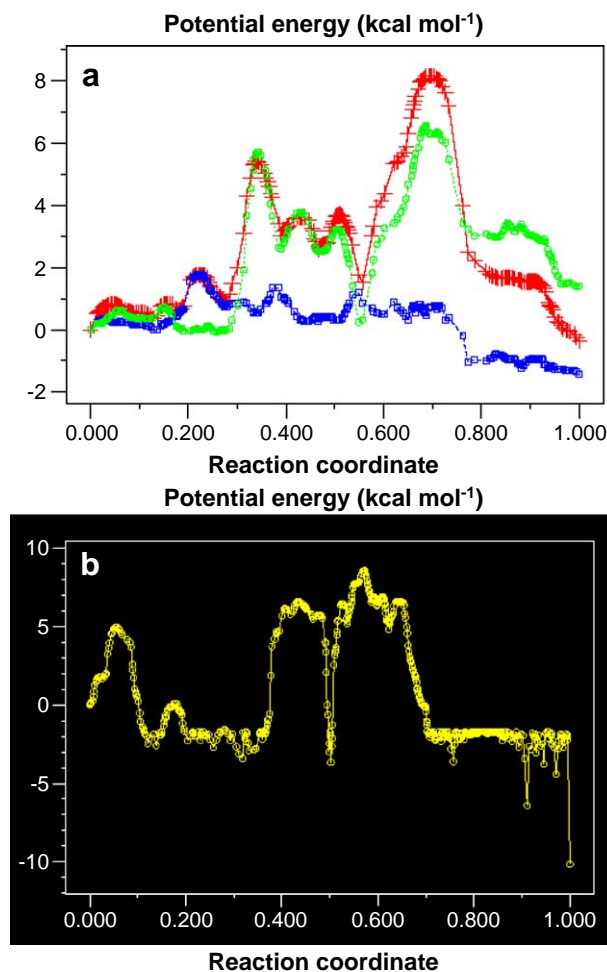 Potential energy (kcal mol⁻¹)
a
8
6
4
2
0
-2
0.000 0.200 0.400 0.600 0.800 1.000
Reaction coordinate
Potential energy (kcal mol⁻¹)
b
10
5
0
-5
-10
0.000 0.200 0.400 0.600 0.800 1.000
Reaction coordinate